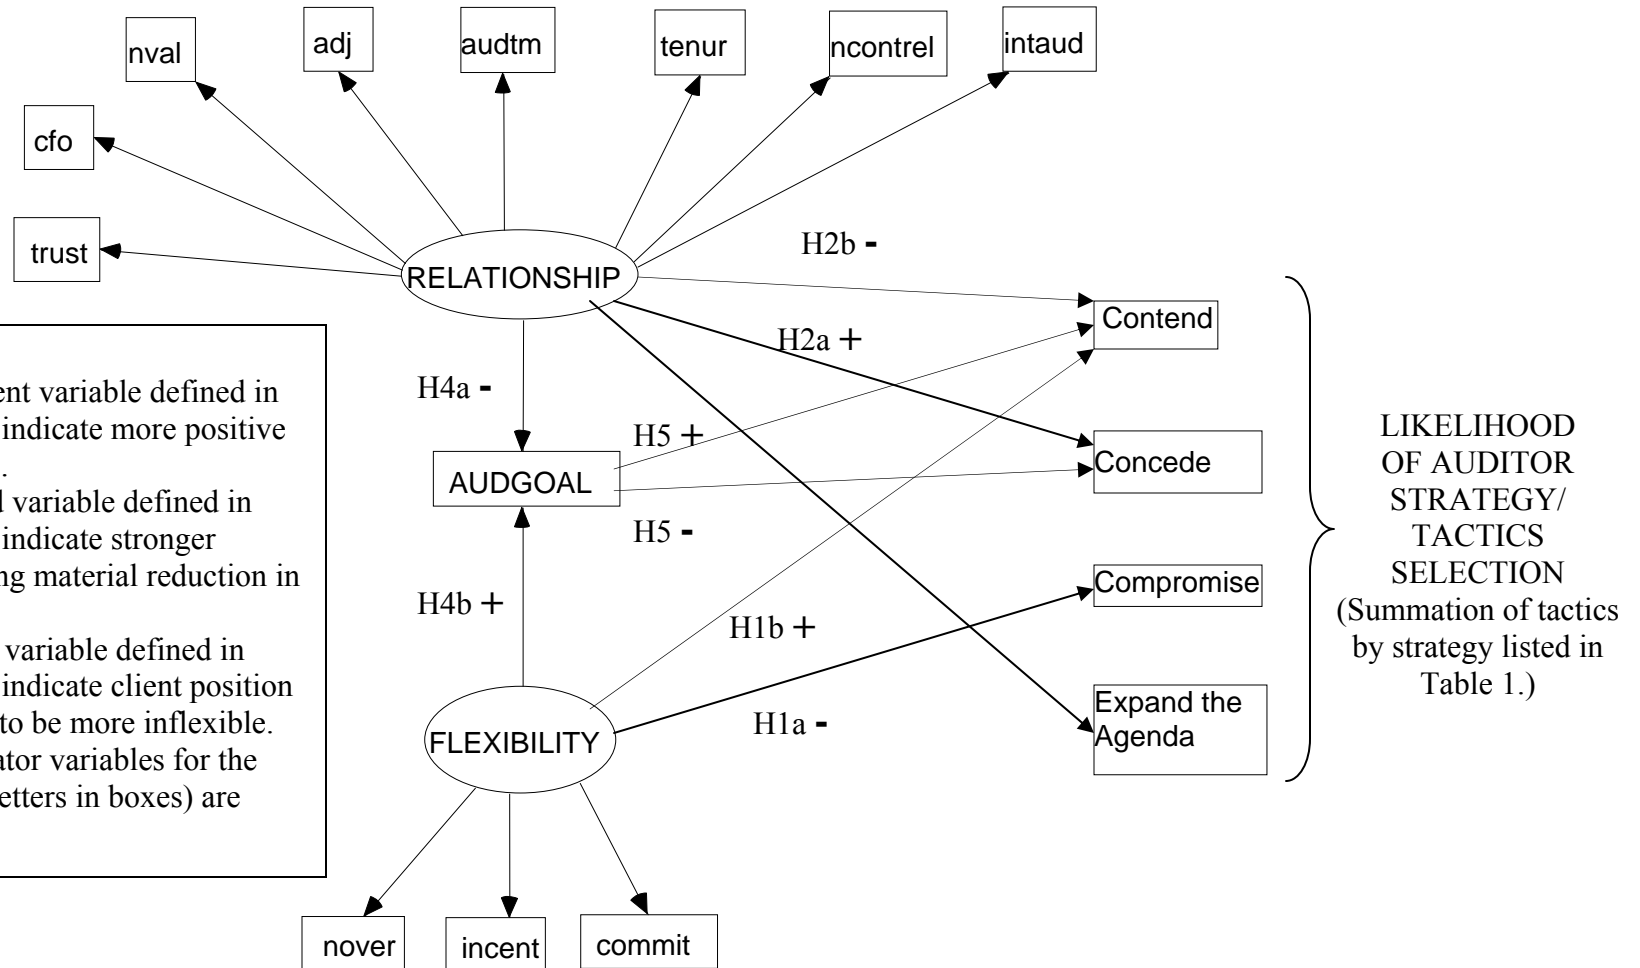 nval
adj
audtm
tenur
ncontrel
intaud
cfo
trust
RELATIONSHIP
H2b -
Contend
H2a +
H4a -
H5 +
Concede
AUDGOAL
H5 -
Compromise
H4b +
H1b +
Expand the
Agenda
H1a -
FLEXIBILITY
nover
incent
commit
ent variable defined in
indicate more positive
.
d variable defined in
indicate stronger
ng material reduction in
variable defined in
indicate client position
to be more inflexible.
ator variables for the
etters in boxes) are
LIKELIHOOD
OF AUDITOR
STRATEGY/
TACTICS
SELECTION
(Summation of tactics
by strategy listed in
Table 1.)